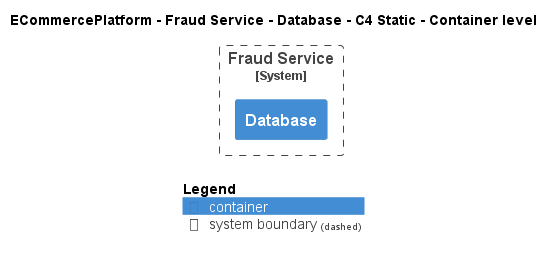 ECommercePlatform - Fraud Service - Database - C4 Static - Container level
Fraud Service
[System]
Database
Legend
container
system boundary (dashed)